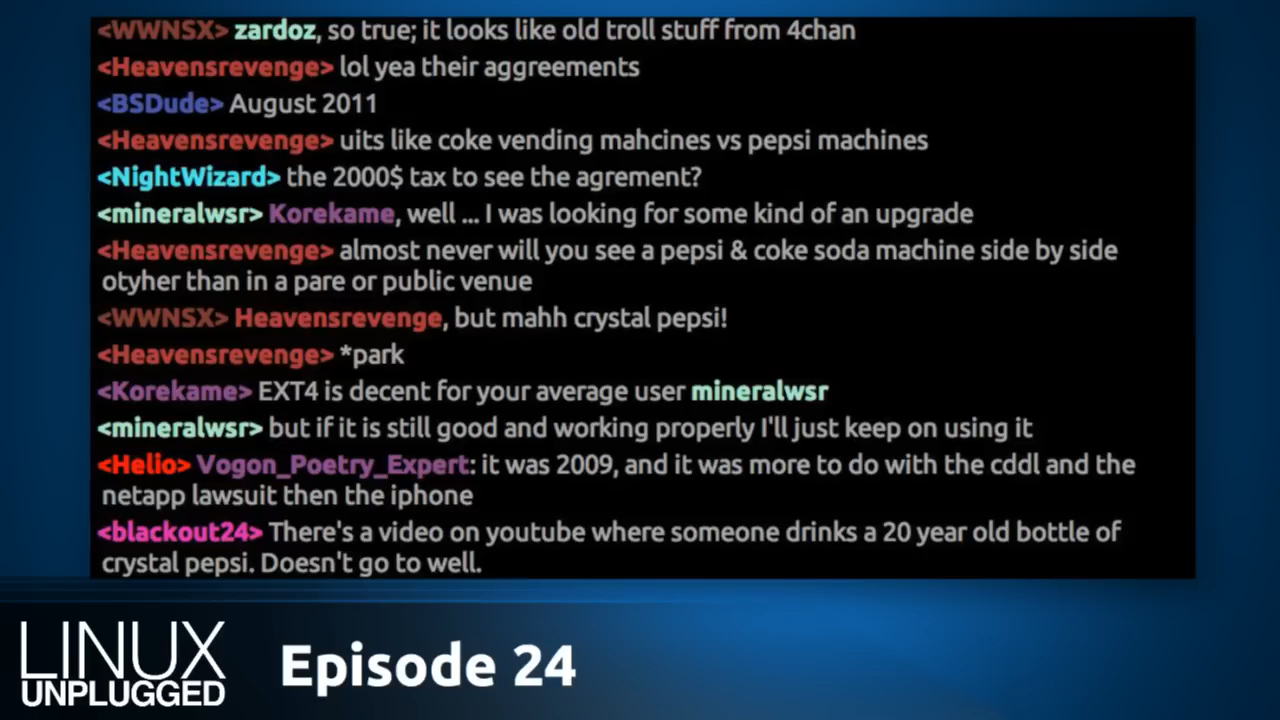 <WWNSX> zardoz, so true; it looks like old troll stuff from 4chan
<Heavensrevenge> lol yea their aggreements
<BSDude> August 2011
<Heavensrevenge> uits like coke vending mahcines vs pepsi machines
<NightWizard> the 2000$ tax to see the agrement?
<mineralwsr> Korekame, well ... I was looking for some kind of an upgrade
<Heavensrevenge> almost never will you see a pepsi & coke soda machine side by side
otyher than in a pare or public venue
<WWNSX> Heavensrevenge, but mahh crystal pepsi!
<Heavensrevenge> *park
<Korekame> EXT4 is decent for your average user mineralwsr
<mineralwsr> but if it is still good and working properly I'll just keep on using it
<Helio> Vogon_Poetry_Expert: it was 2009, and it was more to do with the cddl and the
netapp lawsuit then the iphone
<blackout24> There's a video on youtube where someone drinks a 20 year old bottle of
crystal pepsi. Doesn't go to well.
LINUX
UNPLUGGED
Episode 24